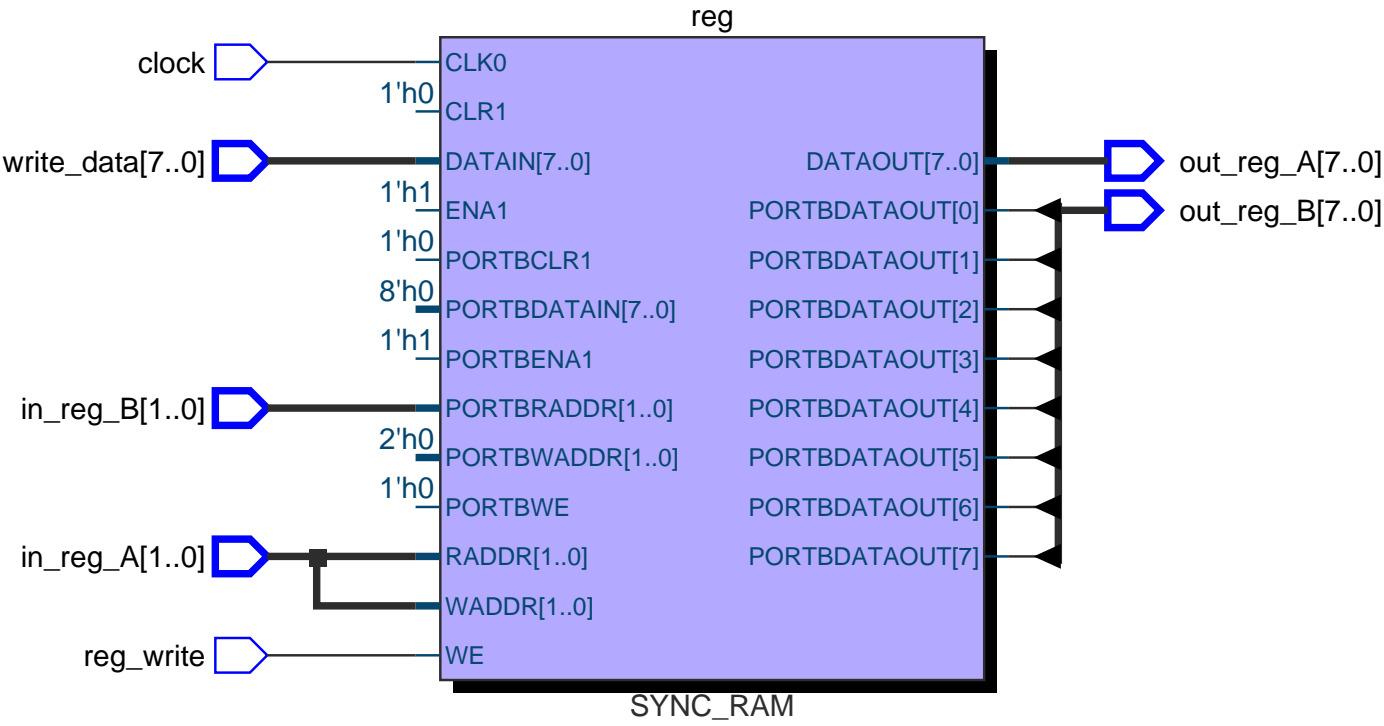 reg
clock
1'h0
CLK0
CLR1
write_data[7..0]
DATAIN[7..0]
DATAOUT[7..0]
out_reg_A[7..0]
1'h1
ENA1
PORTBDATAOUT[0]
out_reg_B[7..0]
1'h0
PORTBCLR1
PORTBDATAOUT[1]
8'h0
PORTBDATAIN[7..0]
PORTBDATAOUT[2]
1'h1
PORTBENA1
PORTBDATAOUT[3]
in_reg_B[1..0]
PORTBRADDR[1..0]
PORTBDATAOUT[4]
2'h0
PORTBWADDR[1..0]
PORTBDATAOUT[5]
1'h0
PORTBWE
PORTBDATAOUT[6]
in_reg_A[1..0]
RADDR[1..0]
PORTBDATAOUT[7]
WADDR[1..0]
reg_write
WE
SYNC_RAM